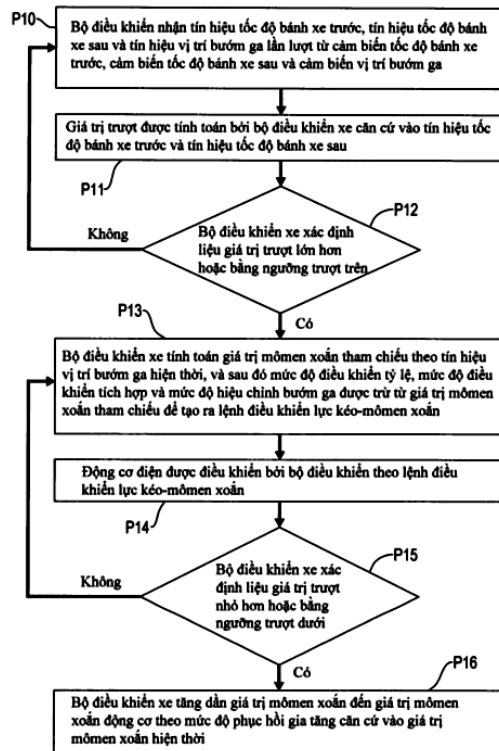 P10
Bộ điều khiển nhận tín hiệu tốc độ bánh xe trước, tín hiệu tốc độ bánh
xe sau và tín hiệu vị trí bướm ga lần lượt từ cảm biến tốc độ bánh xe
trước, cảm biến tốc độ bánh xe sau và cảm biến vị trí bướm ga
Giá trị trượt được tính toán bởi bộ điều khiển xe căn cứ vào tín hiệu tốc
độ bánh xe trước và tín hiệu tốc độ bánh xe sau
P11
P12
Không
Bộ điều khiển xe xác định
liệu giá trị trượt lớn hơn
hoặc bằng ngưỡng trượt trên
Có
P13
Bộ điều khiển xe tính toán giá trị mômen xoắn tham chiếu theo tín hiệu
vị trí bướm ga hiện thời, và sau đó mức độ điều khiển tỷ lệ, mức độ điều
khiển tích hợp và mức độ hiệu chỉnh bướm ga được trừ từ giá trị mômen
xoắn tham chiếu để tạo ra lệnh điều khiển lực kéo-mômen xoắn
Động cơ điện được điều khiển bởi bộ điều khiển theo lệnh điều
khiển lực kéo-mômen xoắn
P14
P15
Không
Bộ điều khiển xe xác
định liệu giá trị trượt
nhỏ hơn hoặc bằng
ngưỡng trượt dưới
Có
P16
Bộ điều khiển xe tăng dần giá trị mômen xoắn đến giá trị mômen
xoắn động cơ theo mức độ phục hồi gia tăng căn cứ vào giá trị
mômen xoắn hiện thời